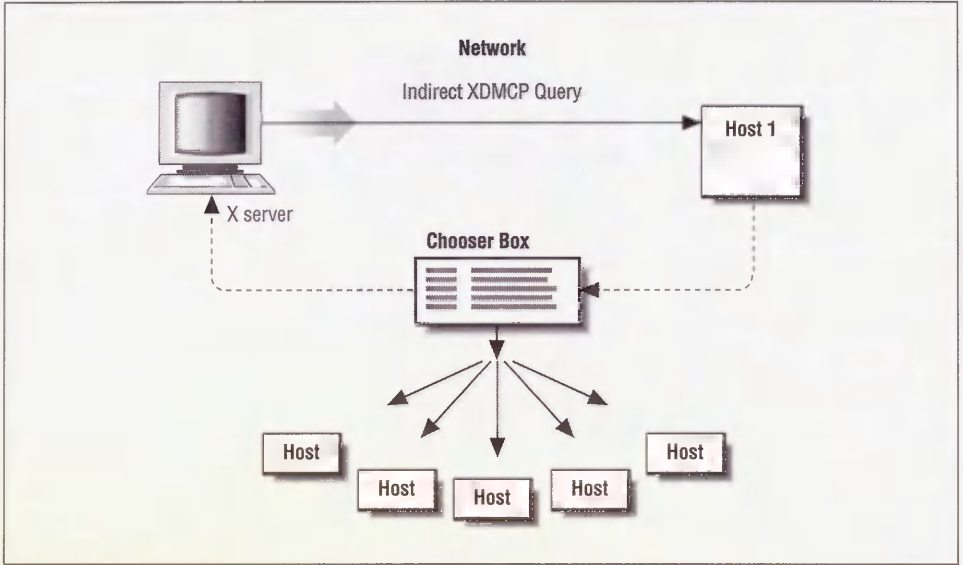 Network
Indirect XDMCP Query
Host 1
X server
Chooser Box
Host
Host
Host
Host
Host